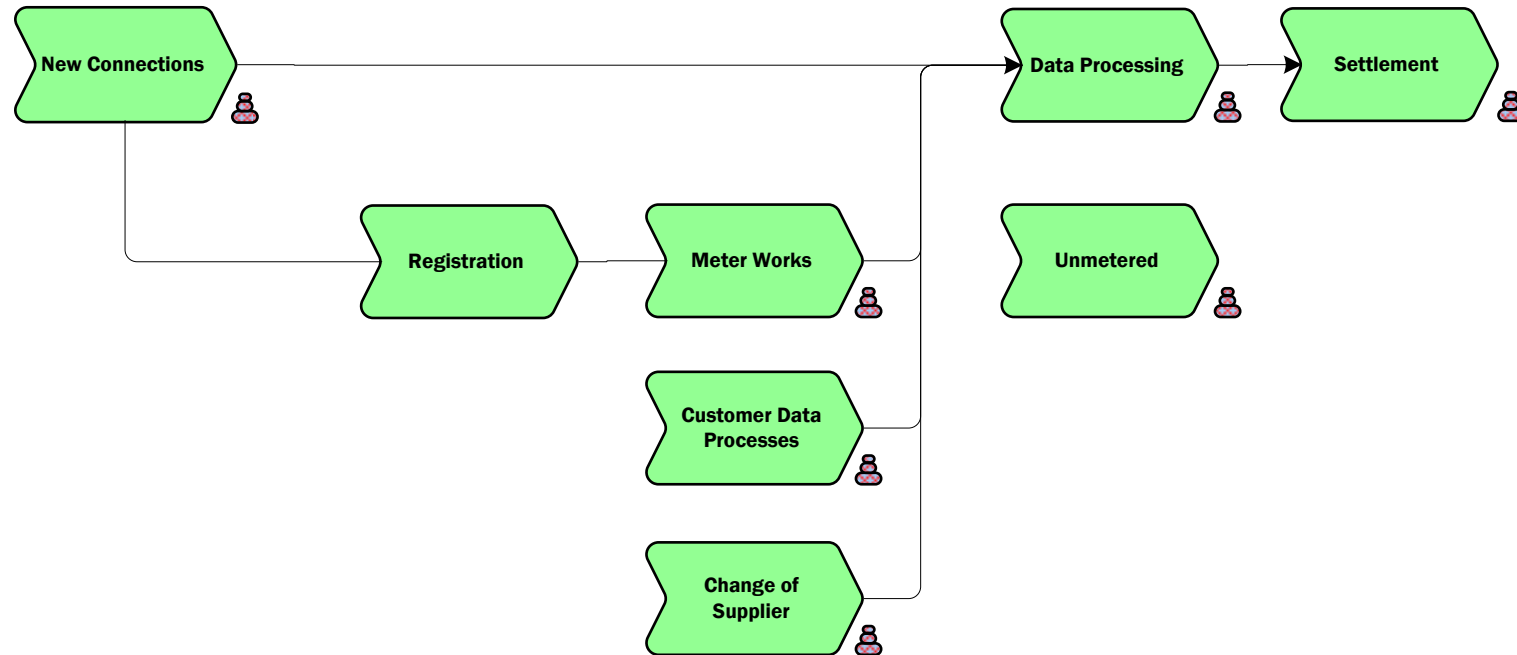 New Connections
Data Processing
Settlement
Registration
Meter Works
Unmetered
Customer Data
Processes
Change of
Supplier